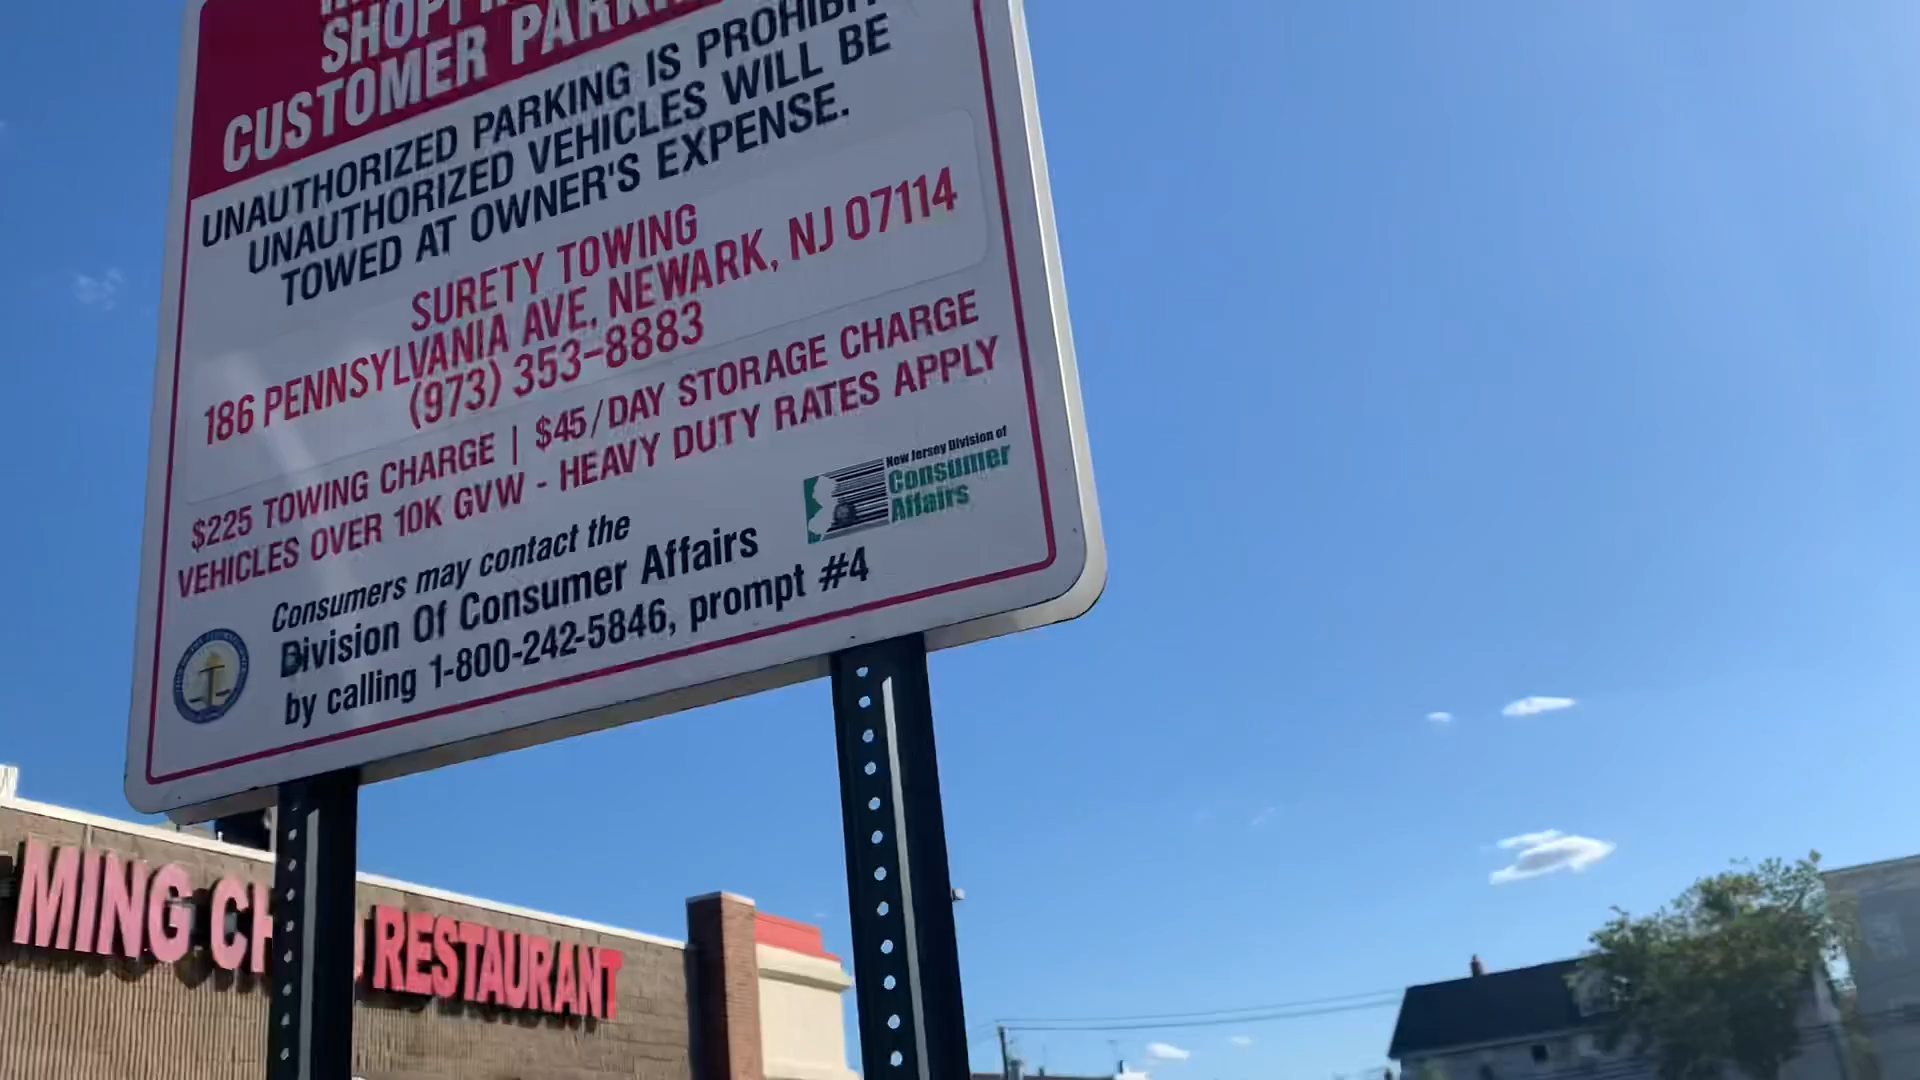 CUSTOMER
UNAUTHORIZED PARKING IS
UNAUTHORIZED VEHICLES WILL BE
TOWED AT OWNER'S EXPENSE.
SURETY TOWING
186 PENNSYLVANIA AVE, NEWARK, NJ 07114
(973) 353-8883
$225 TOWING CHARGE | $45/DAY STORAGE CHARGE
VEHICLES OVER 10K GVW - HEAVY DUTY RATES APPLY
New Jersey Division of
Consumer
Affairs
Consumers may contact the
Division Of Consumer Affairs
by calling 1-800-242-5846, prompt #4
MING
RESTAURANT